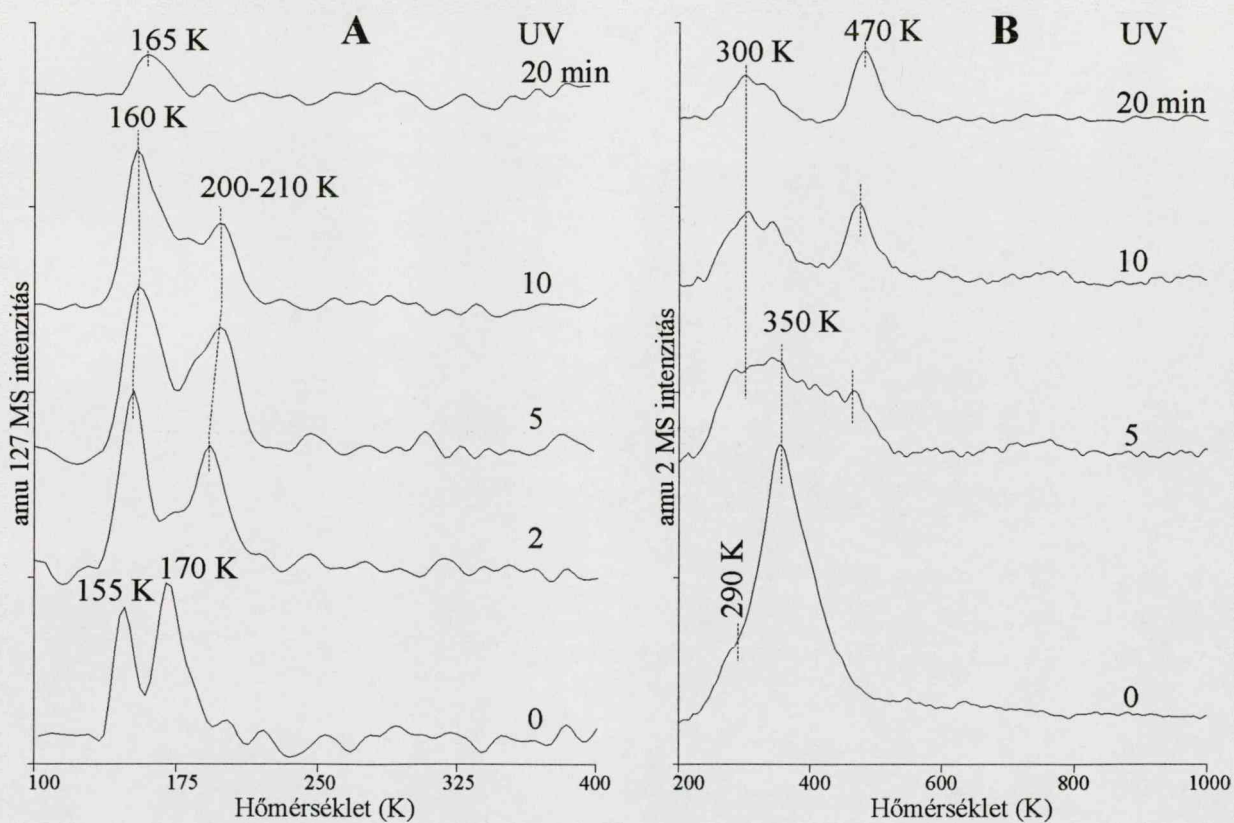 A
UV
165 K
20 min
160 K
200-210 K
10
5
2
155 K
170 K
0
amu 127 MS intenzitás
100
175
250
325
400
Hőmérséklet (K)
B
UV
300 K
470 K
20 min
10
350 K
5
290 K
0
amu 2 MS intenzitás
200
400
600
800
1000
Hőmérséklet (K)